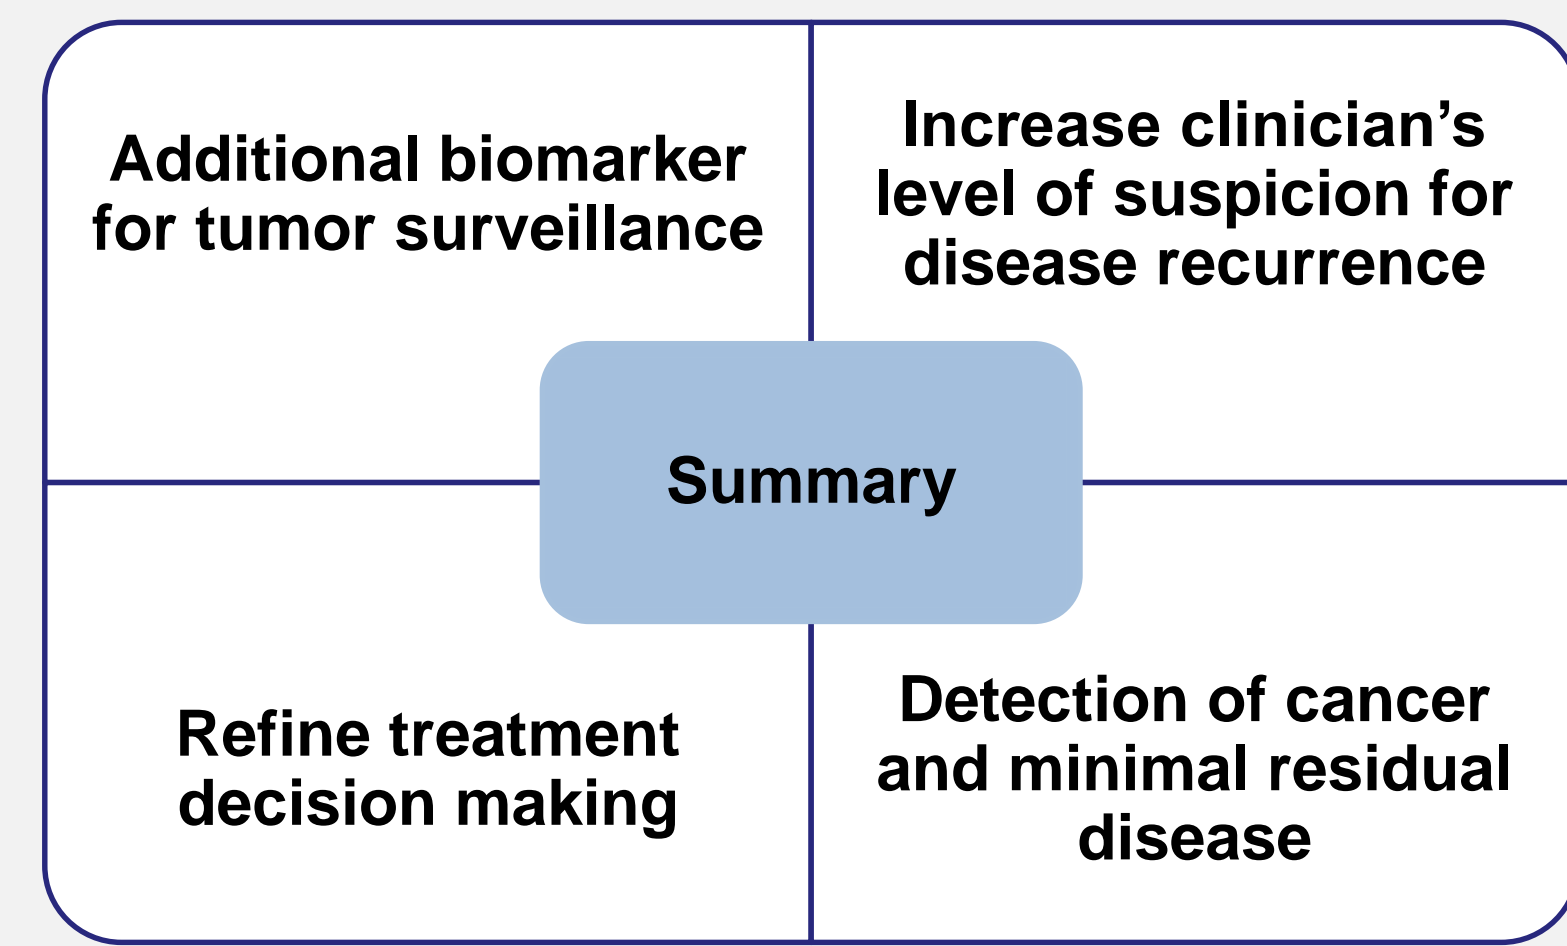 Additional biomarker
for tumor surveillance
Increase clinician’s
level of suspicion for
disease recurrence
Summary
Refine treatment
decision making
Detection of cancer
and minimal residual
disease